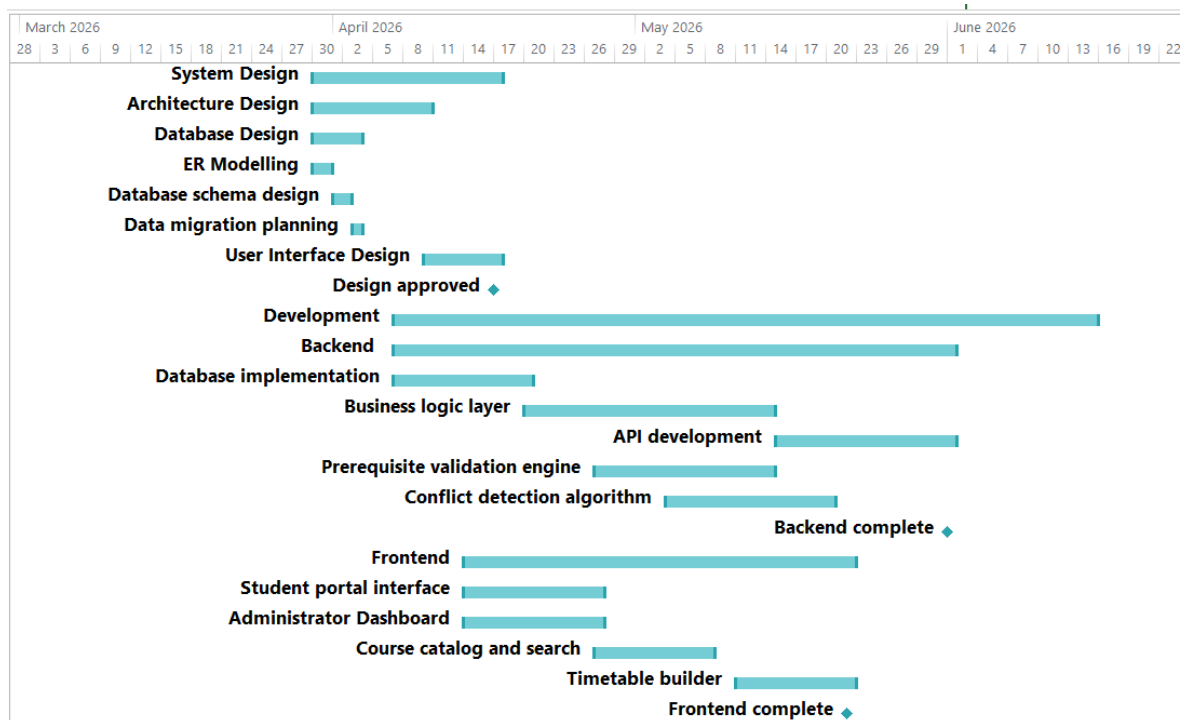 March 2026 April 2026 May 2026 June 2026
28 3 6 9 12 15 18 21 24 27 30 2 5 8 11 14 17 20 23 26 29 2 5 8 11 14 17 20 23 26 29 1 4 7 10 13 16 19 22
System Design
Architecture Design
Database Design
ER Modelling
Database schema design
Data migration planning
User Interface Design
Design approved
Development
Backend
Database implementation
Business logic layer
API development
Prerequisite validation engine
Conflict detection algorithm
Backend complete
Frontend
Student portal interface
Administrator Dashboard
Course catalog and search
Timetable builder
Frontend complete